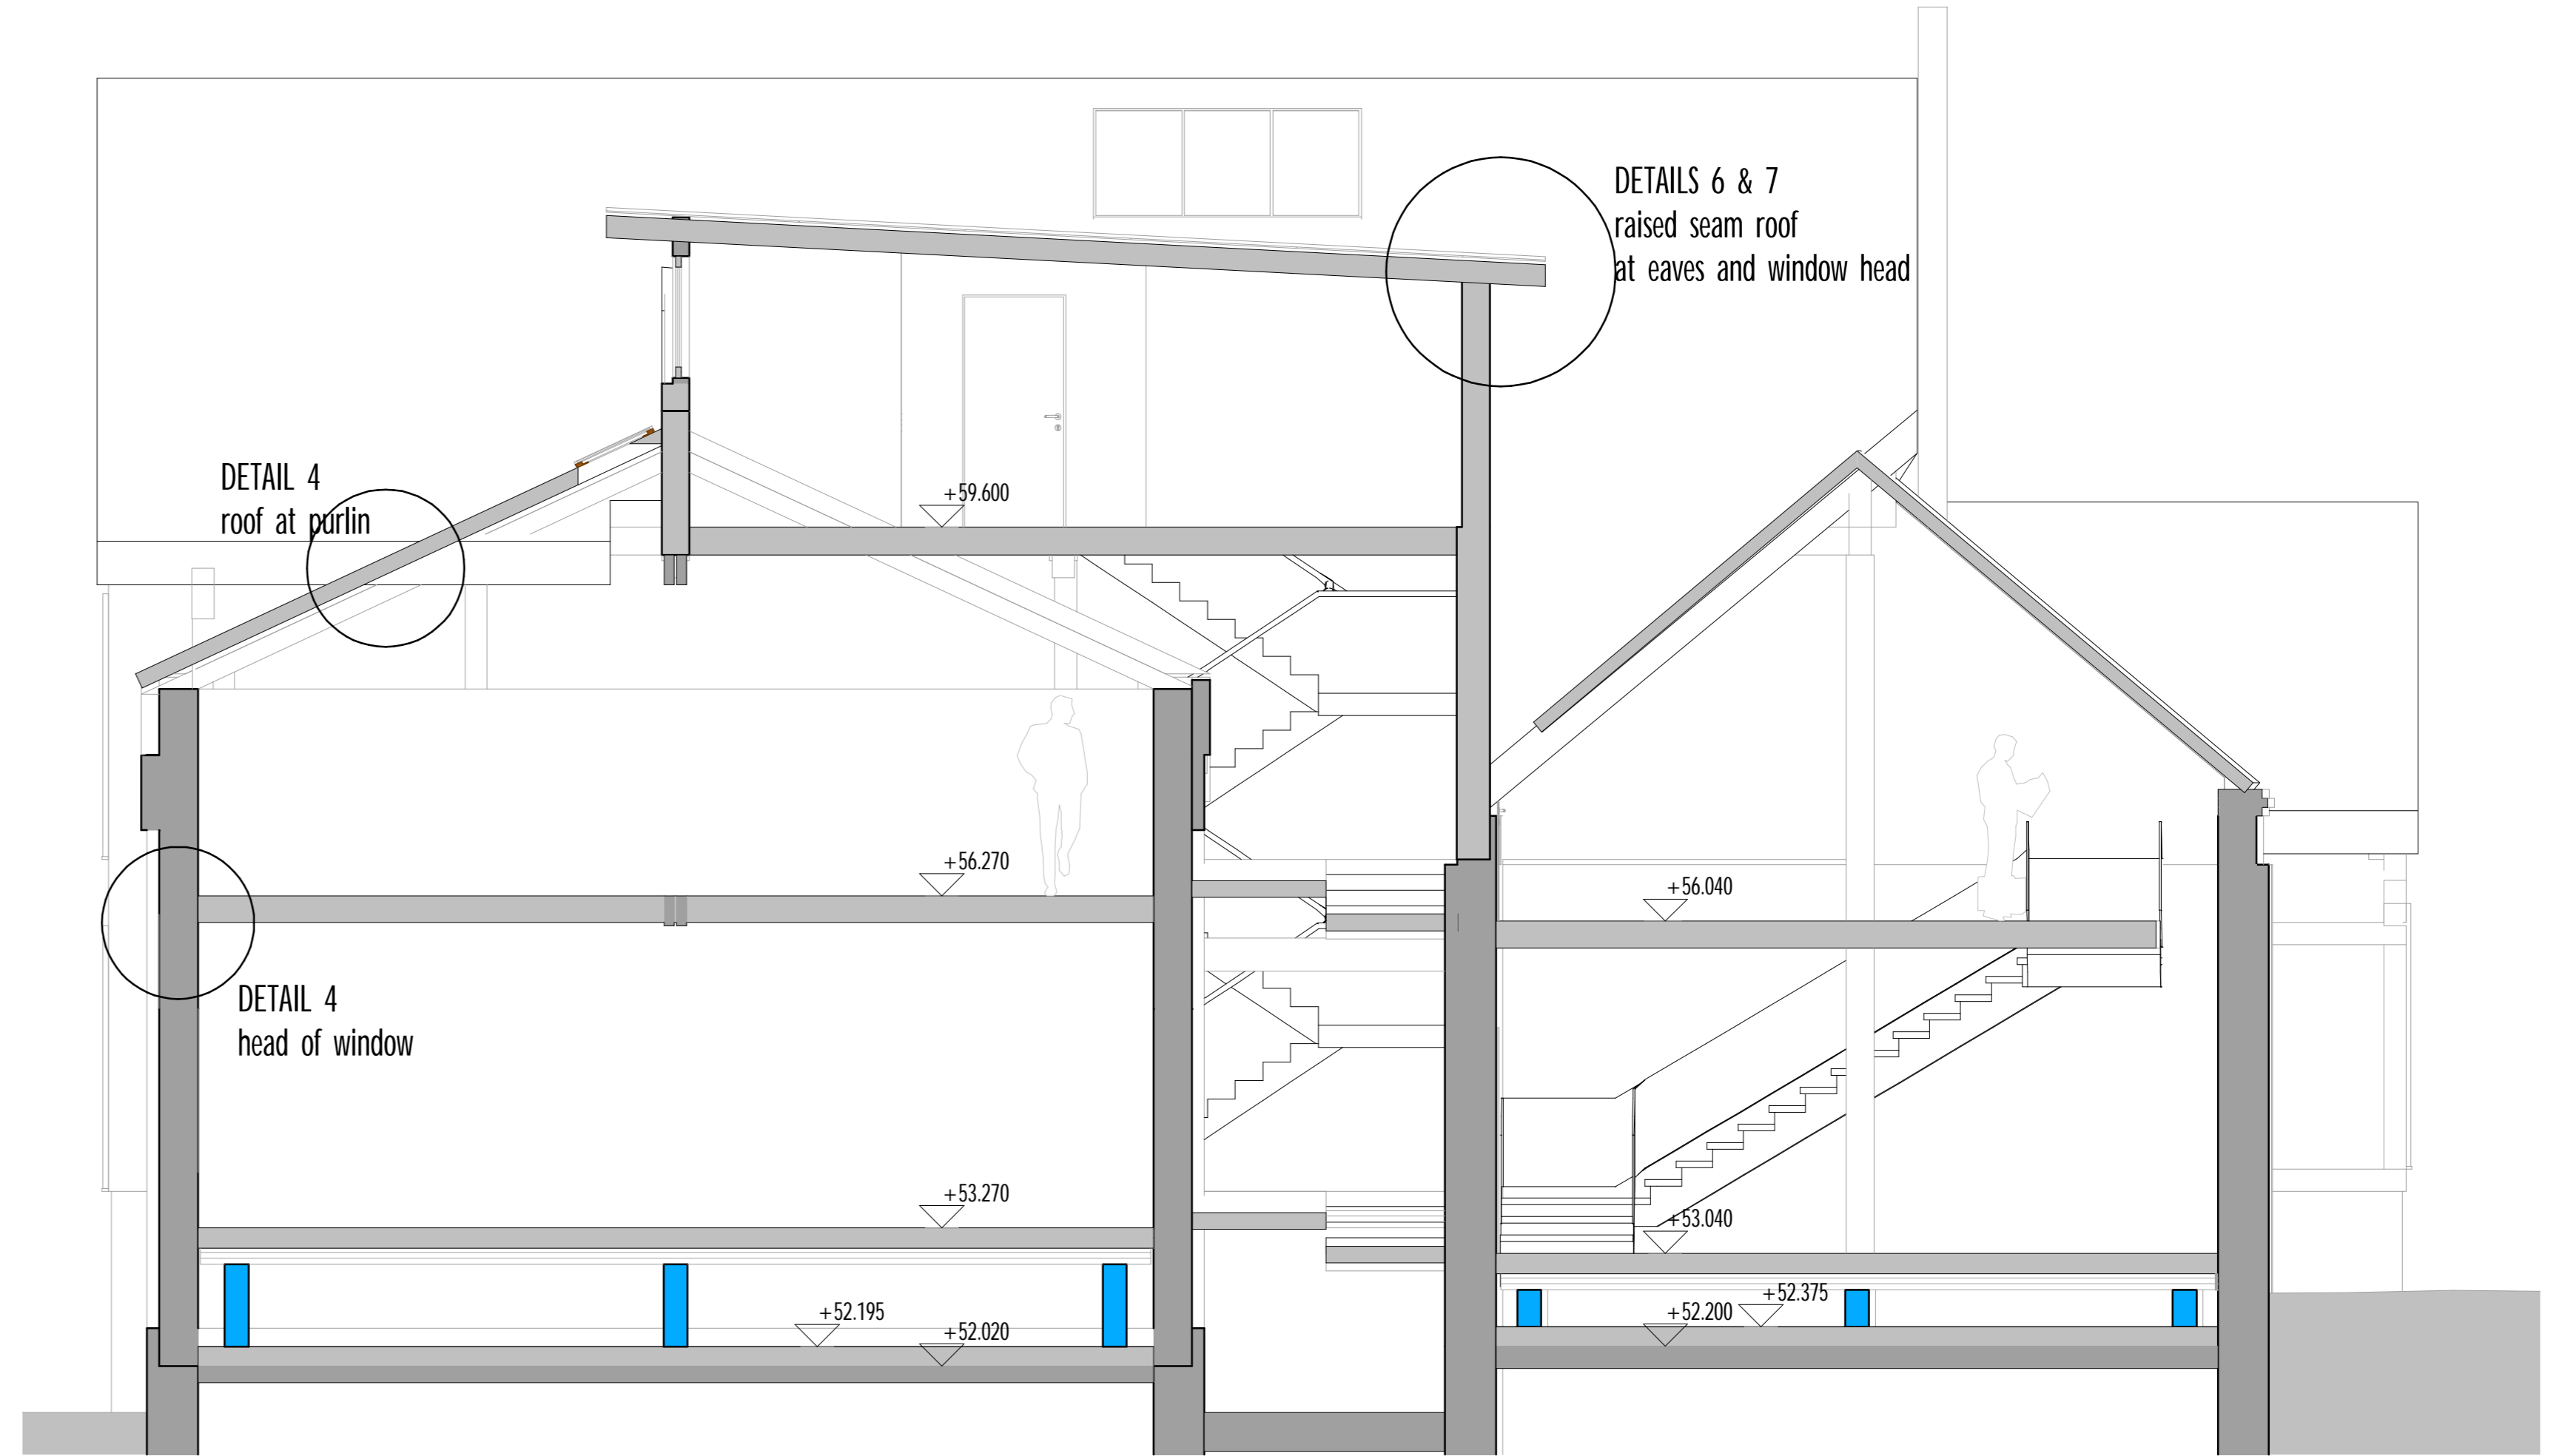 DETAILS 6 & 7
raised seam roof
at eaves and window head
DETAIL 4
roof at purlin
+59.600
+56.270
+56.040
DETAIL 4
head of window
+53.270
+53.040
+52.195
+52.020
+52.200
+52.375